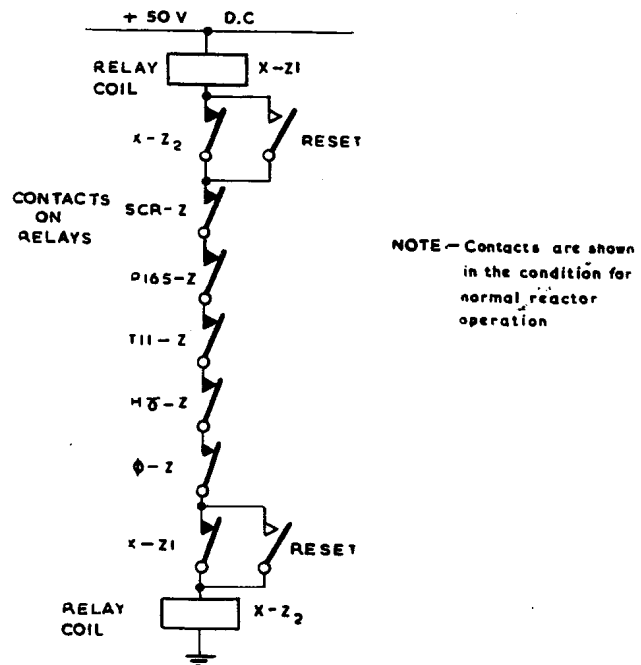 + 50 V D.C
RELAY COIL
X-Z1
X-Z2
RESET
CONTACTS
ON
RELAYS
SCR-Z
P165-Z
T11-Z
Hγ-Z
ϕ-Z
NOTE - Contacts are shown
in the condition for
normal reactor
operation
X-Z1
RESET
RELAY
COIL
X-Z2